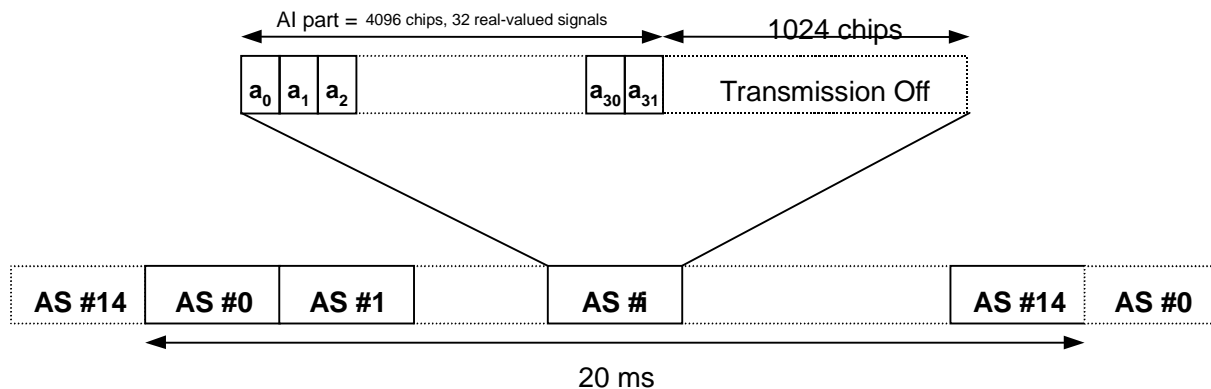 AI part = 4096 chips, 32 real-valued signals
1024 chips
a0 a1 a2 a30 a31 Transmission Off
AS #14 AS #0 AS #1 AS #i AS #14 AS #0
20 ms